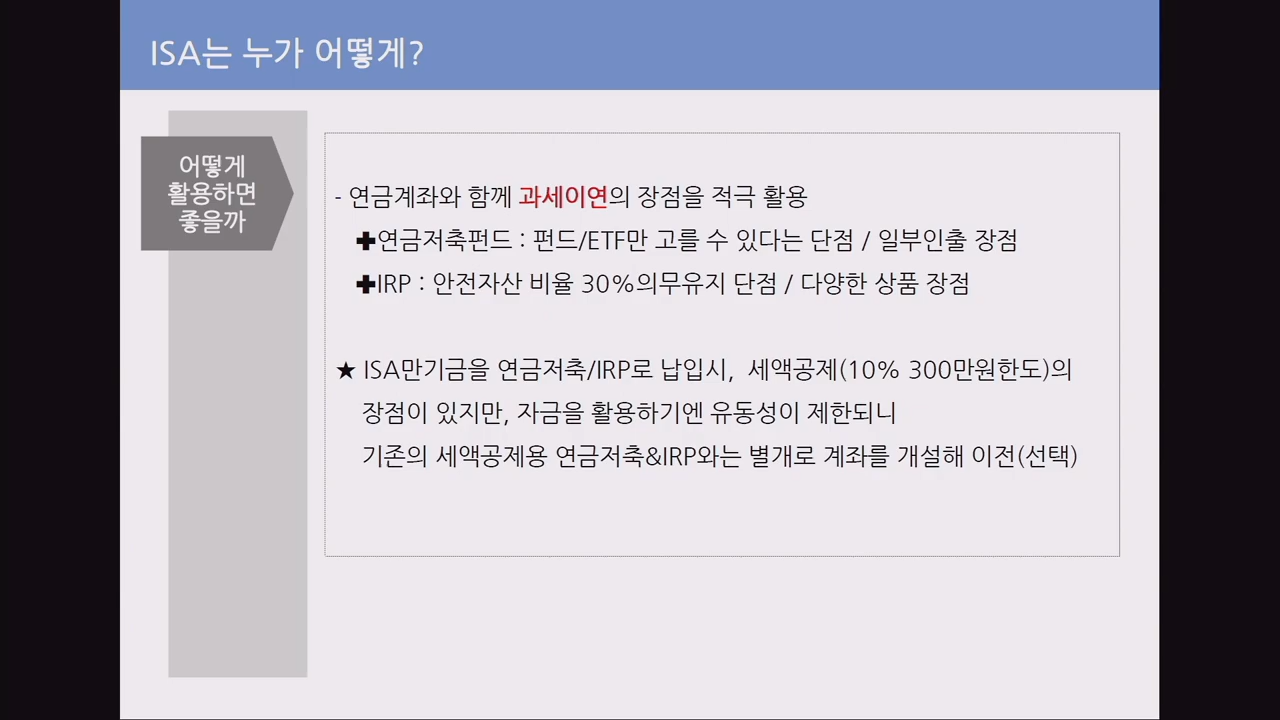 ISA는 누가 어떻게?
어떻게
활용하면
좋을까
- 연금계좌와 함께 과세이연의 장점을 적극 활용
✚연금저축펀드 : 펀드/ETF만 고를 수 있다는 단점 / 일부인출 장점
✚IRP : 안전자산 비율 30%의무유지 단점 / 다양한 상품 장점
★ ISA만기금을 연금저축/IRP로 납입시, 세액공제(10% 300만원한도)의
장점이 있지만, 자금을 활용하기엔 유동성이 제한되니
기존의 세액공제용 연금저축&IRP와는 별개로 계좌를 개설해 이전(선택)